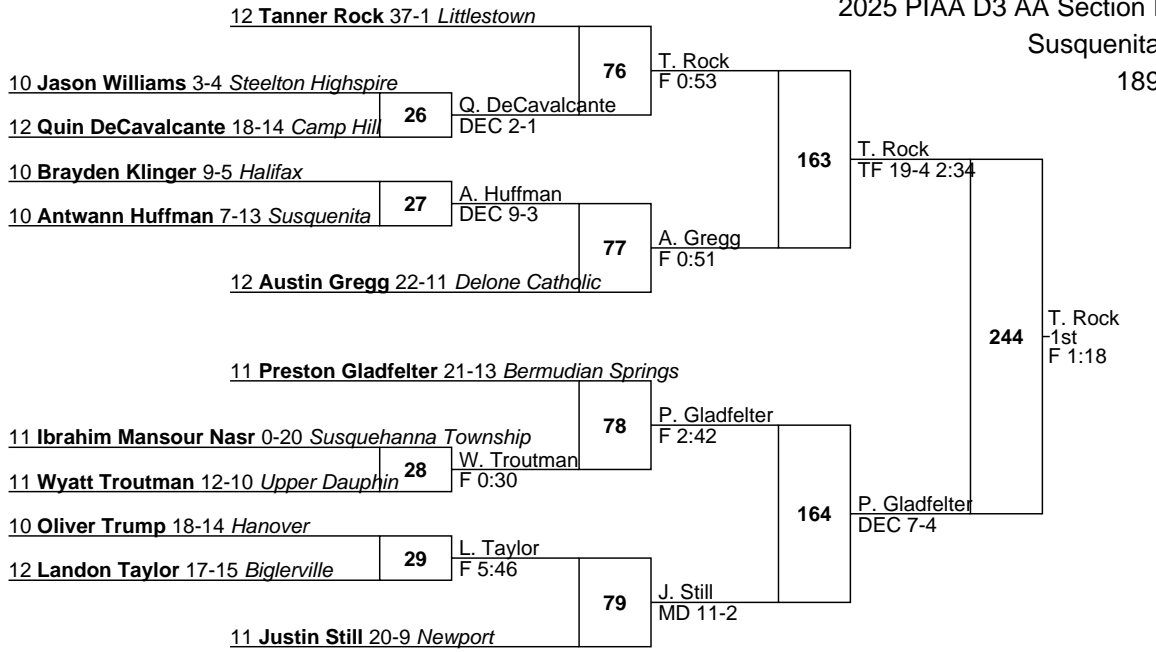 2025 PIAA D3 AA Section
Susquenita
189
12 Tanner Rock 37-1 Littlestown
76
T. Rock
F 0:53
10 Jason Williams 3-4 Steelton Highspire
26
Q. DeCavalcante
DEC 2-1
12 Quin DeCavalcante 18-14 Camp Hill
163
T. Rock
TF 19-4 2:34
10 Brayden Klinger 9-5 Halifax
27
A. Huffman
DEC 9-3
10 Antwann Huffman 7-13 Susquenita
77
A. Gregg
F 0:51
12 Austin Gregg 22-11 Delone Catholic
244
T. Rock
1st
F 1:18
11 Preston Gladfelter 21-13 Bermudian Springs
78
P. Gladfelter
F 2:42
11 Ibrahim Mansour Nasr 0-20 Susquehanna Township
28
W. Troutman
F 0:30
11 Wyatt Troutman 12-10 Upper Dauphin
164
P. Gladfelter
DEC 7-4
10 Oliver Trump 18-14 Hanover
29
L. Taylor
F 5:46
12 Landon Taylor 17-15 Biglerville
79
J. Still
MD 11-2
11 Justin Still 20-9 Newport